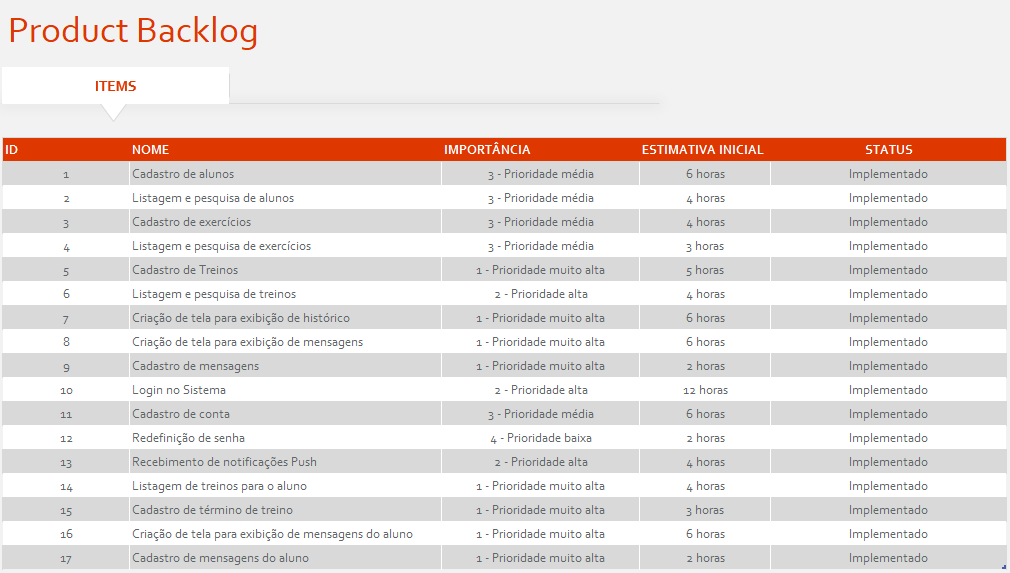 Product Backlog
ITEMS
ID NOME IMPORTÂNCIA ESTIMATIVA INICIAL STATUS
1 Cadastro de alunos 3 - Prioridade média 6 horas Implementado
2 Listagem e pesquisa de alunos 3 - Prioridade média 4 horas Implementado
3 Cadastro de exercícios 3 - Prioridade média 4 horas Implementado
4 Listagem e pesquisa de exercícios 3 - Prioridade média 3 horas Implementado
5 Cadastro de Treinos 1 - Prioridade muito alta 5 horas Implementado
6 Listagem e pesquisa de treinos 2 - Prioridade alta 4 horas Implementado
7 Criação de tela para exibição de histórico 1 - Prioridade muito alta 6 horas Implementado
8 Criação de tela para exibição de mensagens 1 - Prioridade muito alta 6 horas Implementado
9 Cadastro de mensagens 1 - Prioridade muito alta 2 horas Implementado
10 Login no Sistema 2 - Prioridade alta 12 horas Implementado
11 Cadastro de conta 3 - Prioridade média 6 horas Implementado
12 Redefinição de senha 4 - Prioridade baixa 2 horas Implementado
13 Recebimento de notificações Push 2 - Prioridade alta 4 horas Implementado
14 Listagem de treinos para o aluno 1 - Prioridade muito alta 4 horas Implementado
15 Cadastro de término de treino 1 - Prioridade muito alta 3 horas Implementado
16 Criação de tela para exibição de mensagens do aluno 1 - Prioridade muito alta 6 horas Implementado
17 Cadastro de mensagens do aluno 1 - Prioridade muito alta 2 horas Implementado